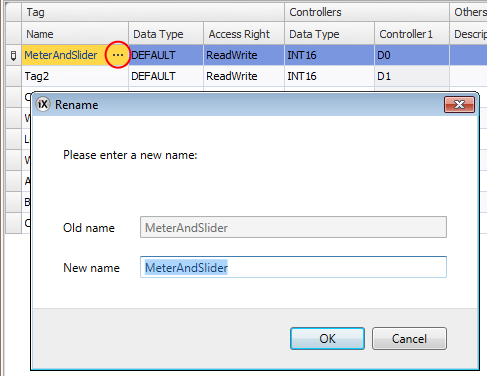 Tag Controllers Others
Name Data Type Access Right Data Type Controller1 Descrip
MeterAndSlider ... DEFAULT ReadWrite INT16 D0
Tag2 DEFAULT ReadWrite INT16 D1
C
W
L
W
A
B
C
iX Rename
Please enter a new name:
Old name MeterAndSlider
New name MeterAndSlider
OK Cancel